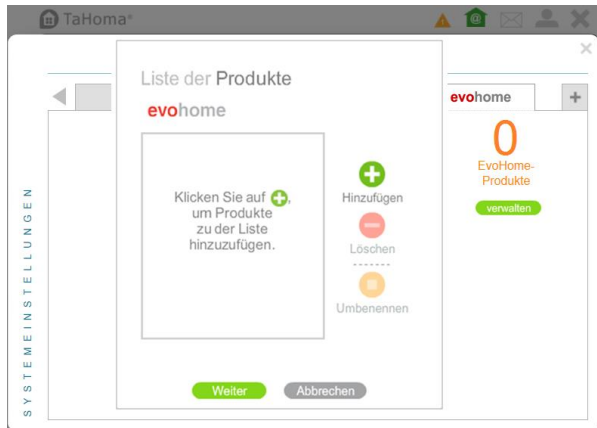 TaHoma®
Liste der Produkte
evohome
Klicken Sie auf
um Produkte
zu der Liste
hinzuzufügen.
Hinzufügen
Löschen
Umbenennen
Weiter
Abbrechen
evohome
0
EvoHome-
Produkte
verwalten
SYSTEMEINSTELLUNGEN